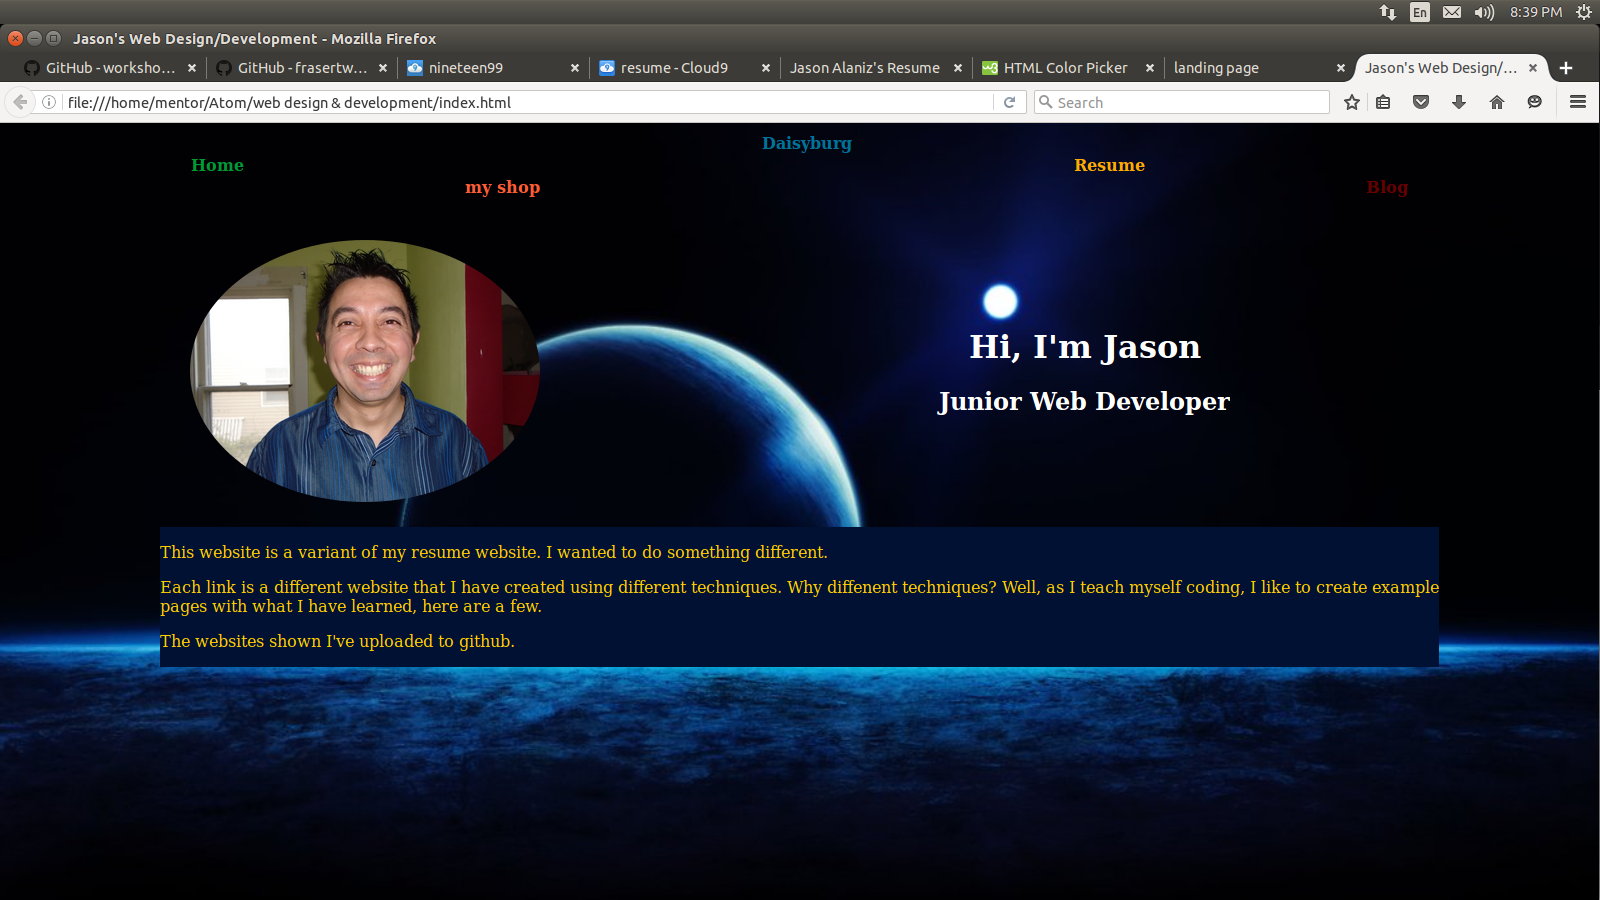 En
8:39 PM
Jason's Web Design/Development - Mozilla Firefox
GitHub - worksho...
GitHub - frasertw...
nineteen99
resume - Cloud9
Jason Alaniz's Resume
HTML Color Picker
landing page
Jason's Web Design/...
file:///home/mentor/Atom/web design & development/index.html
Search
Daisyburg
Home
Resume
my shop
Blog
Hi, I'm Jason
Junior Web Developer
This website is a variant of my resume website. I wanted to do something different.
Each link is a different website that I have created using different techniques. Why diffenent techniques? Well, as I teach myself coding, I like to create example
pages with what I have learned, here are a few.
The websites shown I've uploaded to github.